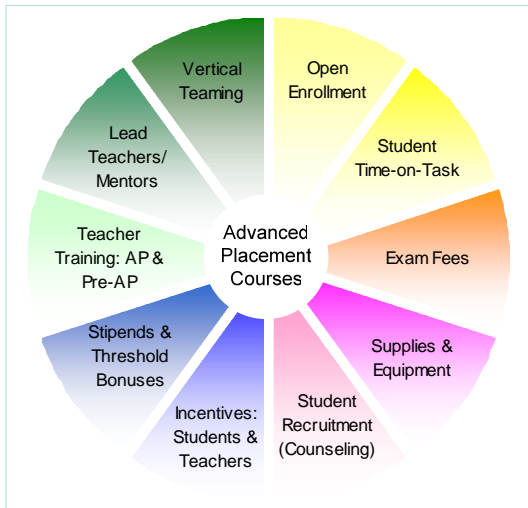 Vertical
Teaming
Open
Enrollment
Student
Time-on-Task
Exam Fees
Supplies &
Equipment
Student
Recruitment
(Counseling)
Incentives:
Students &
Teachers
Stipends &
Threshold
Bonuses
Teacher
Training: AP &
Pre-AP
Lead
Teachers/
Mentors
Advanced
Placement
Courses